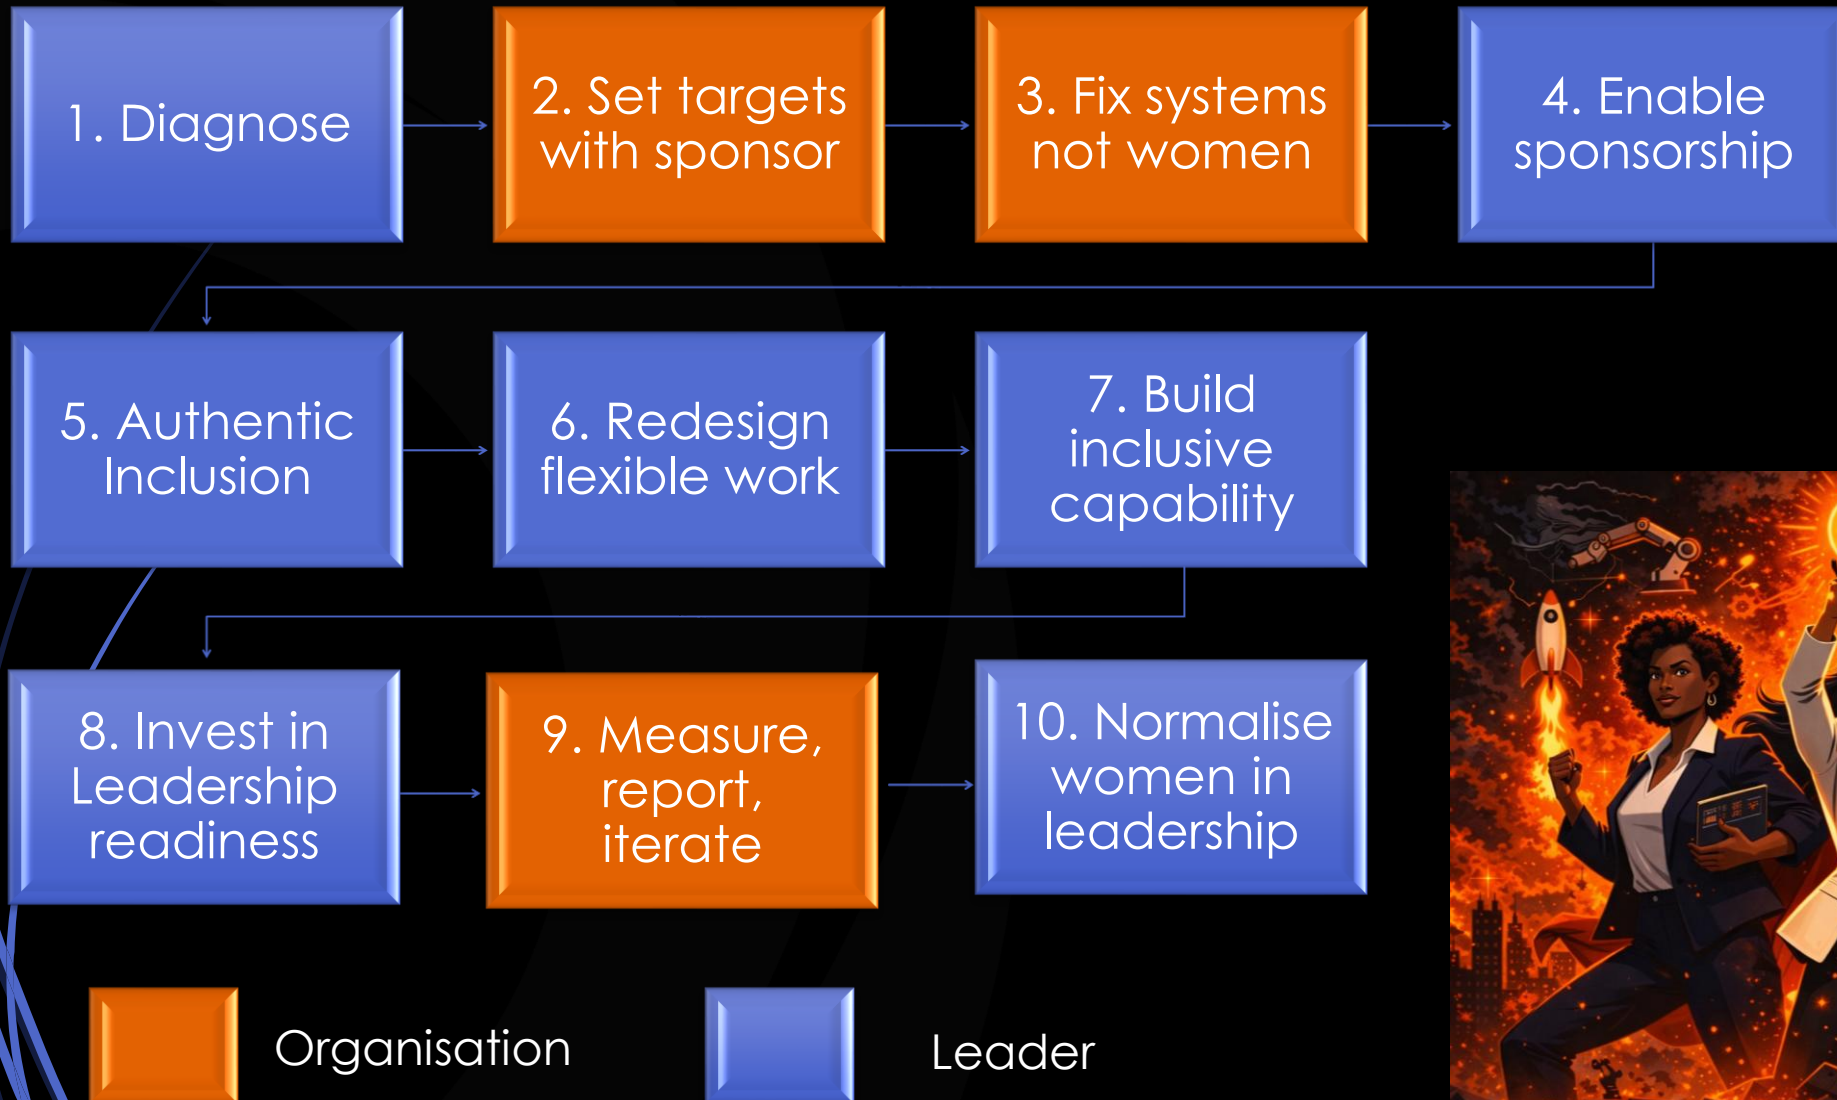 1. Diagnose
2. Set targets
with sponsor
3. Fix systems
not women
4. Enable
sponsorship
5. Authentic
Inclusion
6. Redesign
flexible work
7. Build
inclusive
capability
8. Invest in
Leadership
readiness
9. Measure,
report,
iterate
10. Normalise
women in
leadership
Organisation
Leader